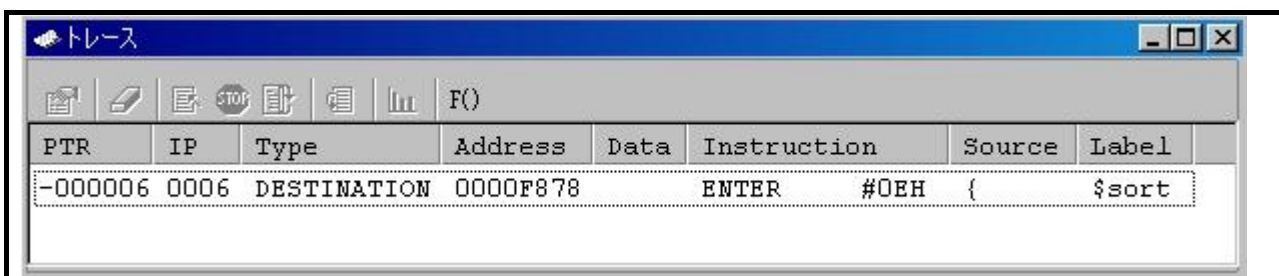 トレース
STOP F()
PTR IP Type Address Data Instruction Source Label
-000006 0006 DESTINATION 0000F878 ENTER #0EH { $sort